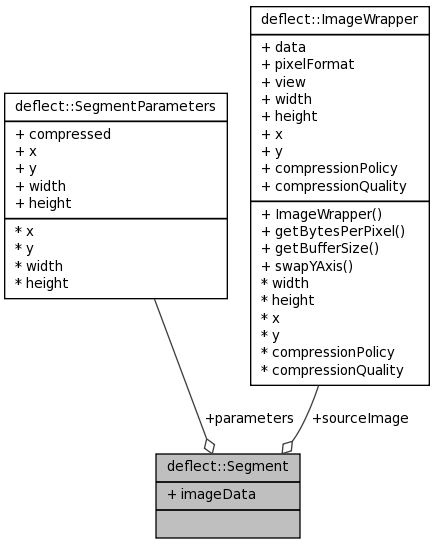 deflect::ImageWrapper
+ data
+ pixelFormat
+ view
+ width
+ height
+ x
+ y
+ compressionPolicy
+ compressionQuality
+ ImageWrapper()
+ getBytesPerPixel()
+ getBufferSize()
+ swapYAxis()
* width
* height
* x
* y
* compressionPolicy
* compressionQuality
deflect::SegmentParameters
+ compressed
+ x
+ y
+ width
+ height
* x
* y
* width
* height
+parameters
+sourceImage
deflect::Segment
+ imageData